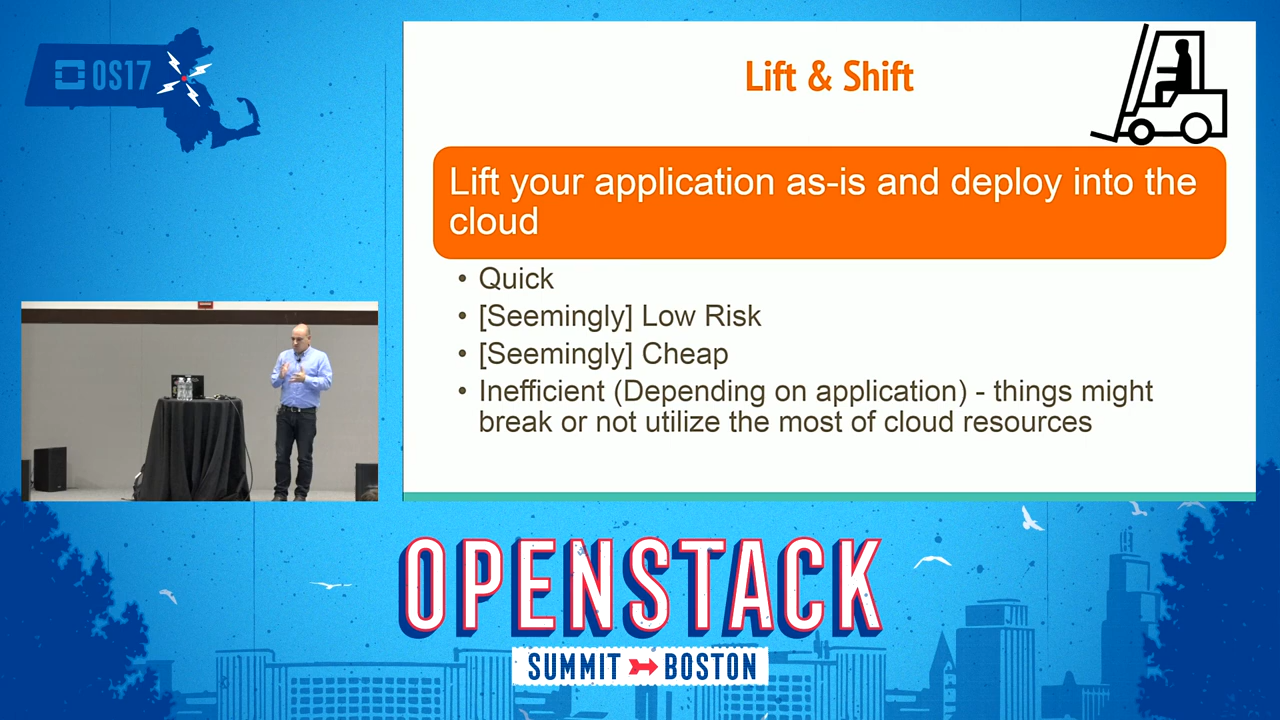 OS17
Lift & Shift
Lift your application as-is and deploy into the
cloud
• Quick
• [Seemingly] Low Risk
• [Seemingly] Cheap
• Inefficient (Depending on application) - things might
break or not utilize the most of cloud resources
OPENSTACK
SUMMIT BOSTON